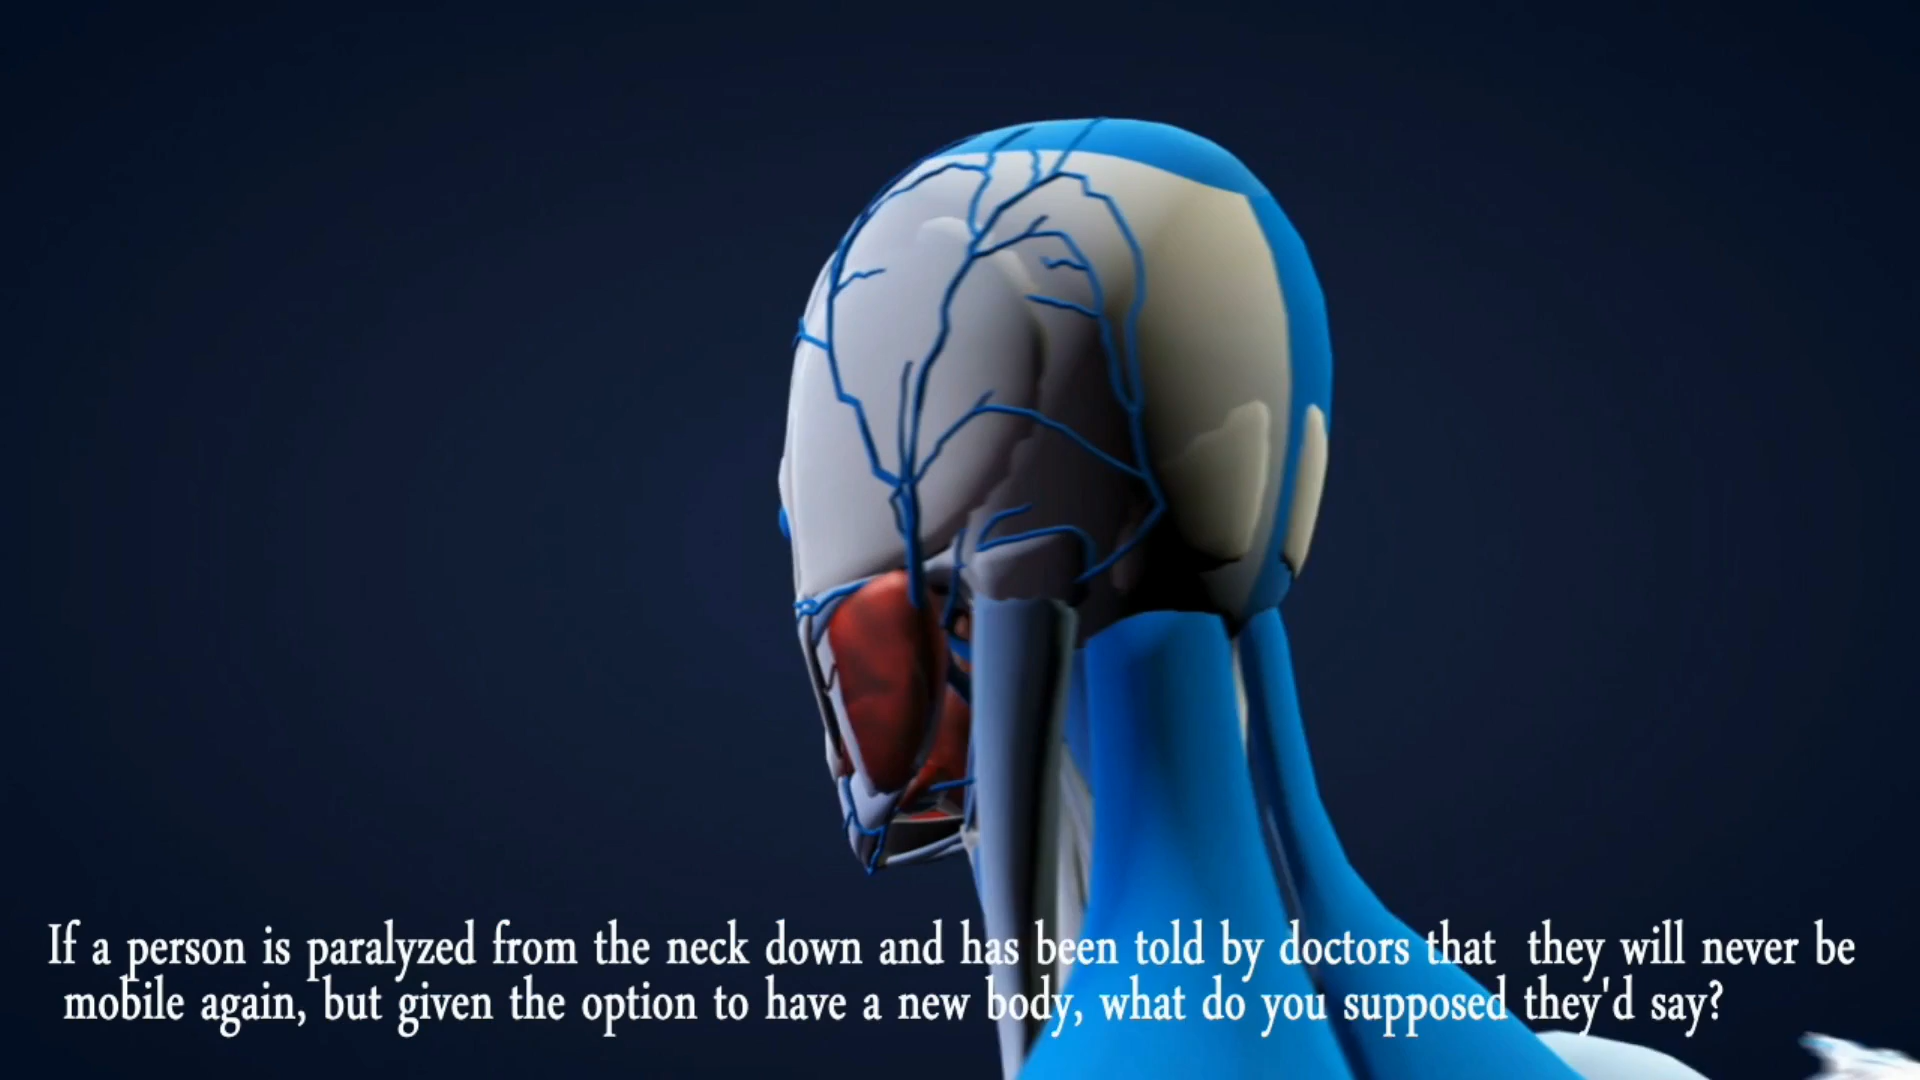 If a person is paralyzed from the neck down and has been told by doctors that they will never be
mobile again, but given the option to have a new body, what do you supposed they'd say?